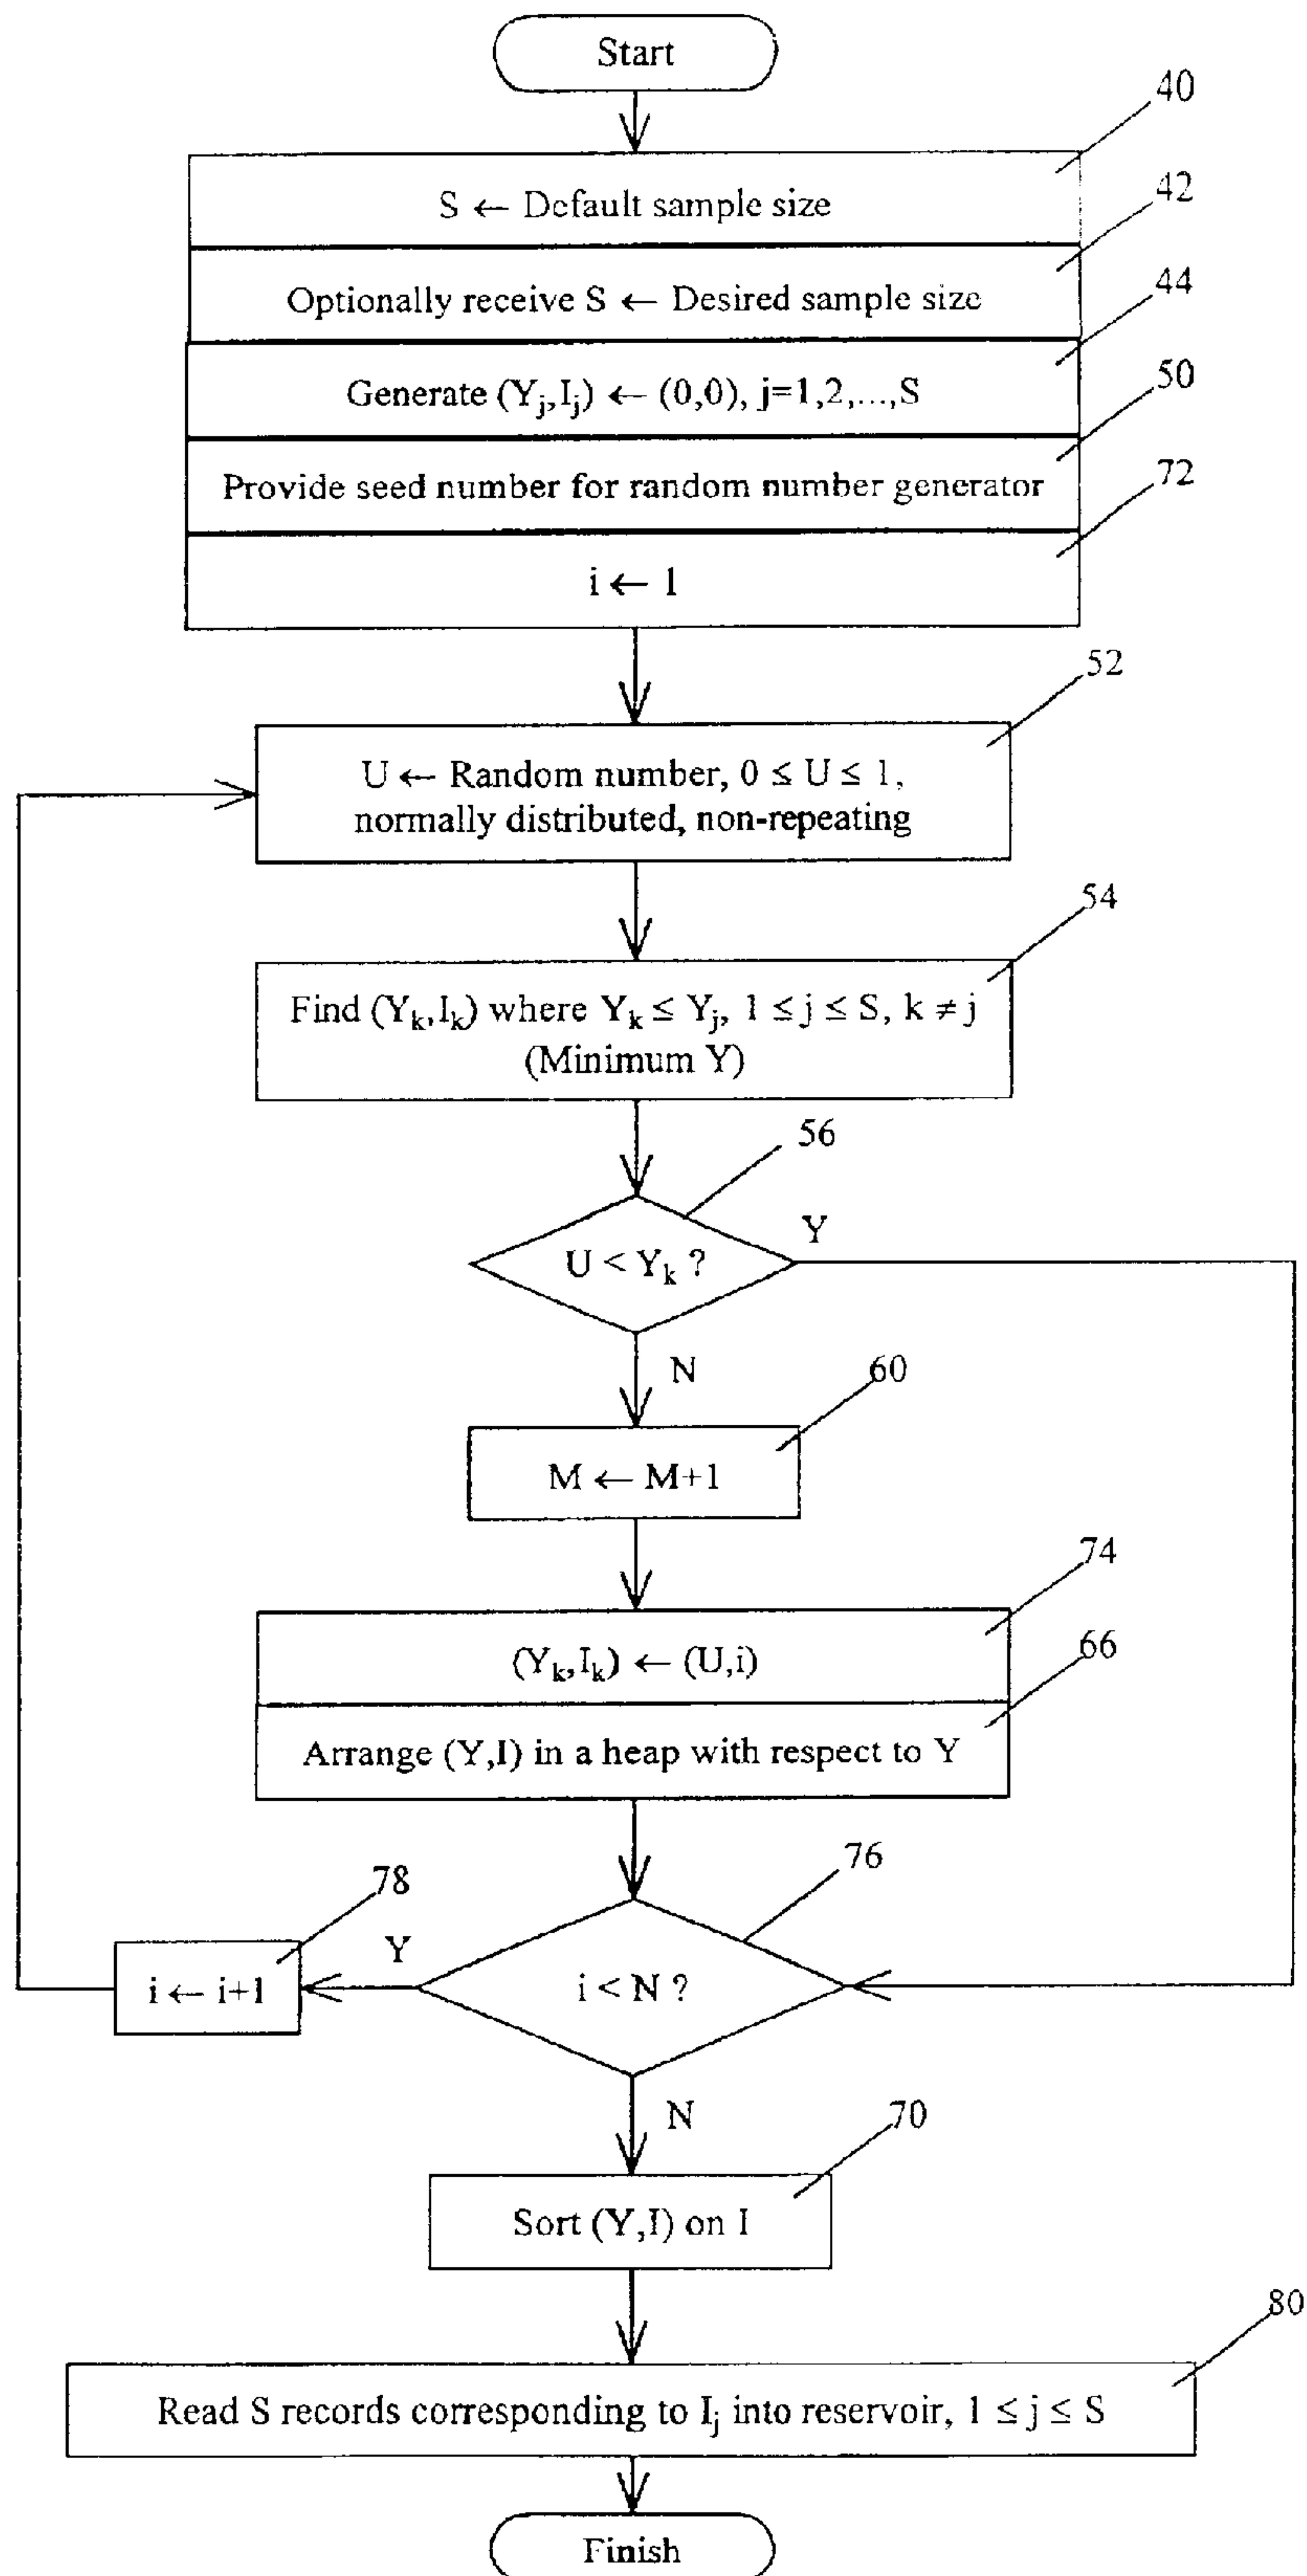 Start
40
S ← Default sample size
42
Optionally receive S ← Desired sample size
44
Generate (Yj,Ij) ← (0,0), j=1,2,...,S
50
Provide seed number for random number generator
72
i ← 1
52
U ← Random number, 0 ≤ U ≤ 1,
normally distributed, non-repeating
54
Find (Yk,Ik) where Yk ≤ Yj, 1 ≤ j ≤ S, k ≠ j
(Minimum Y)
56
U < Yk ?
Y
N
60
M ← M+1
74
(Yk,Ik) ← (U,i)
66
Arrange (Y,I) in a heap with respect to Y
76
78
Y
i ← i+1
i < N ?
N
70
Sort (Y,I) on I
80
Read S records corresponding to Ij into reservoir, 1 ≤ j ≤ S
Finish